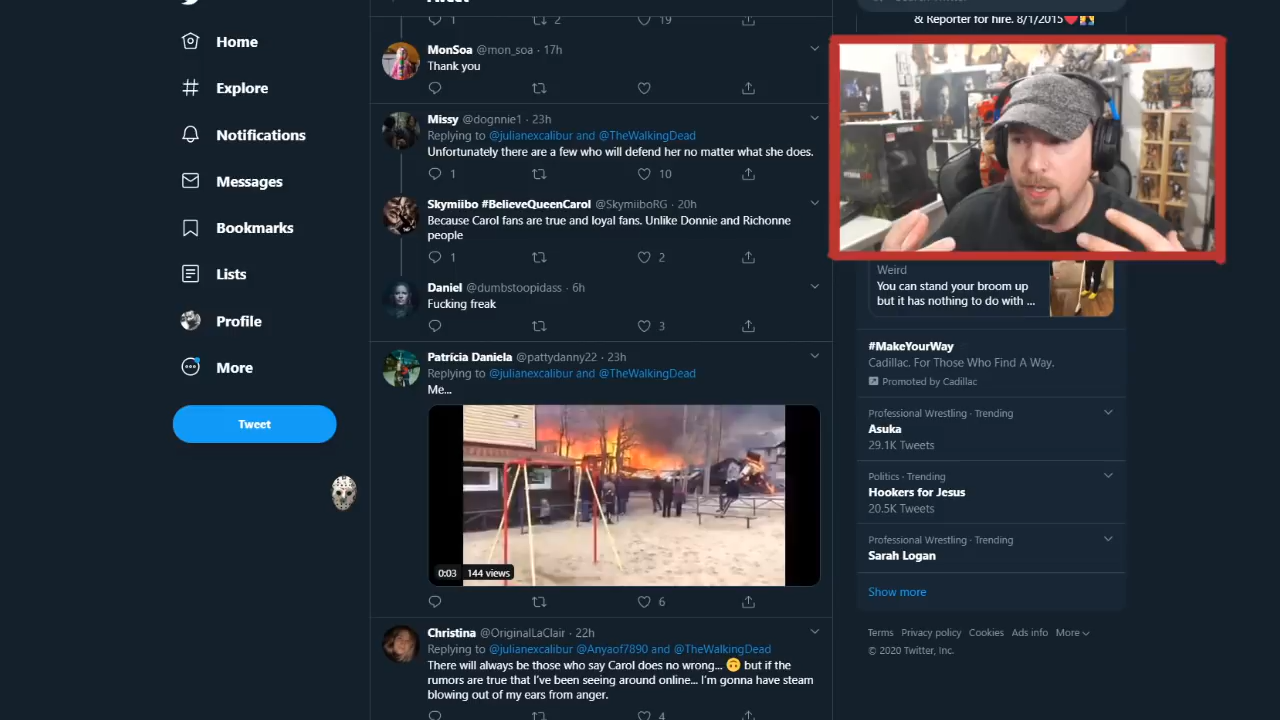 Tweet
& Reporter for hire. 8/1/2015❤️
1 2 19
Home
Explore
Notifications
Messages
Bookmarks
Lists
Profile
More
Tweet
MonSoa @mon_soa · 17h
Thank you
Missy @dognnie1 · 23h
Replying to @julianexcalibur and @TheWalkingDead
Unfortunately there are a few who will defend her no matter what she does.
1 10
Skymiibo #BelieveQueenCarol @SkymiiboRG · 20h
Because Carol fans are true and loyal fans. Unlike Donnie and Richonne
people
1 2
Daniel @dumbstoopidass · 6h
Fucking freak
3
Patrícia Daniela @pattydanny22 · 23h
Replying to @julianexcalibur and @TheWalkingDead
Me...
0:03 144 views
6
Christina @OriginalLaClair · 22h
Replying to @julianexcalibur @Anyaof7890 and @TheWalkingDead
There will always be those who say Carol does no wrong... 🙃 but if the
rumors are true that I've been seeing around online... I'm gonna have steam
blowing out of my ears from anger.
4
Weird
You can stand your broom up
but it has nothing to do with ...
#MakeYourWay
Cadillac. For Those Who Find A Way.
Promoted by Cadillac
Professional Wrestling · Trending
Asuka
29.1K Tweets
Politics · Trending
Hookers for Jesus
20.5K Tweets
Professional Wrestling · Trending
Sarah Logan
Show more
Terms Privacy policy Cookies Ads info More
© 2020 Twitter, Inc.